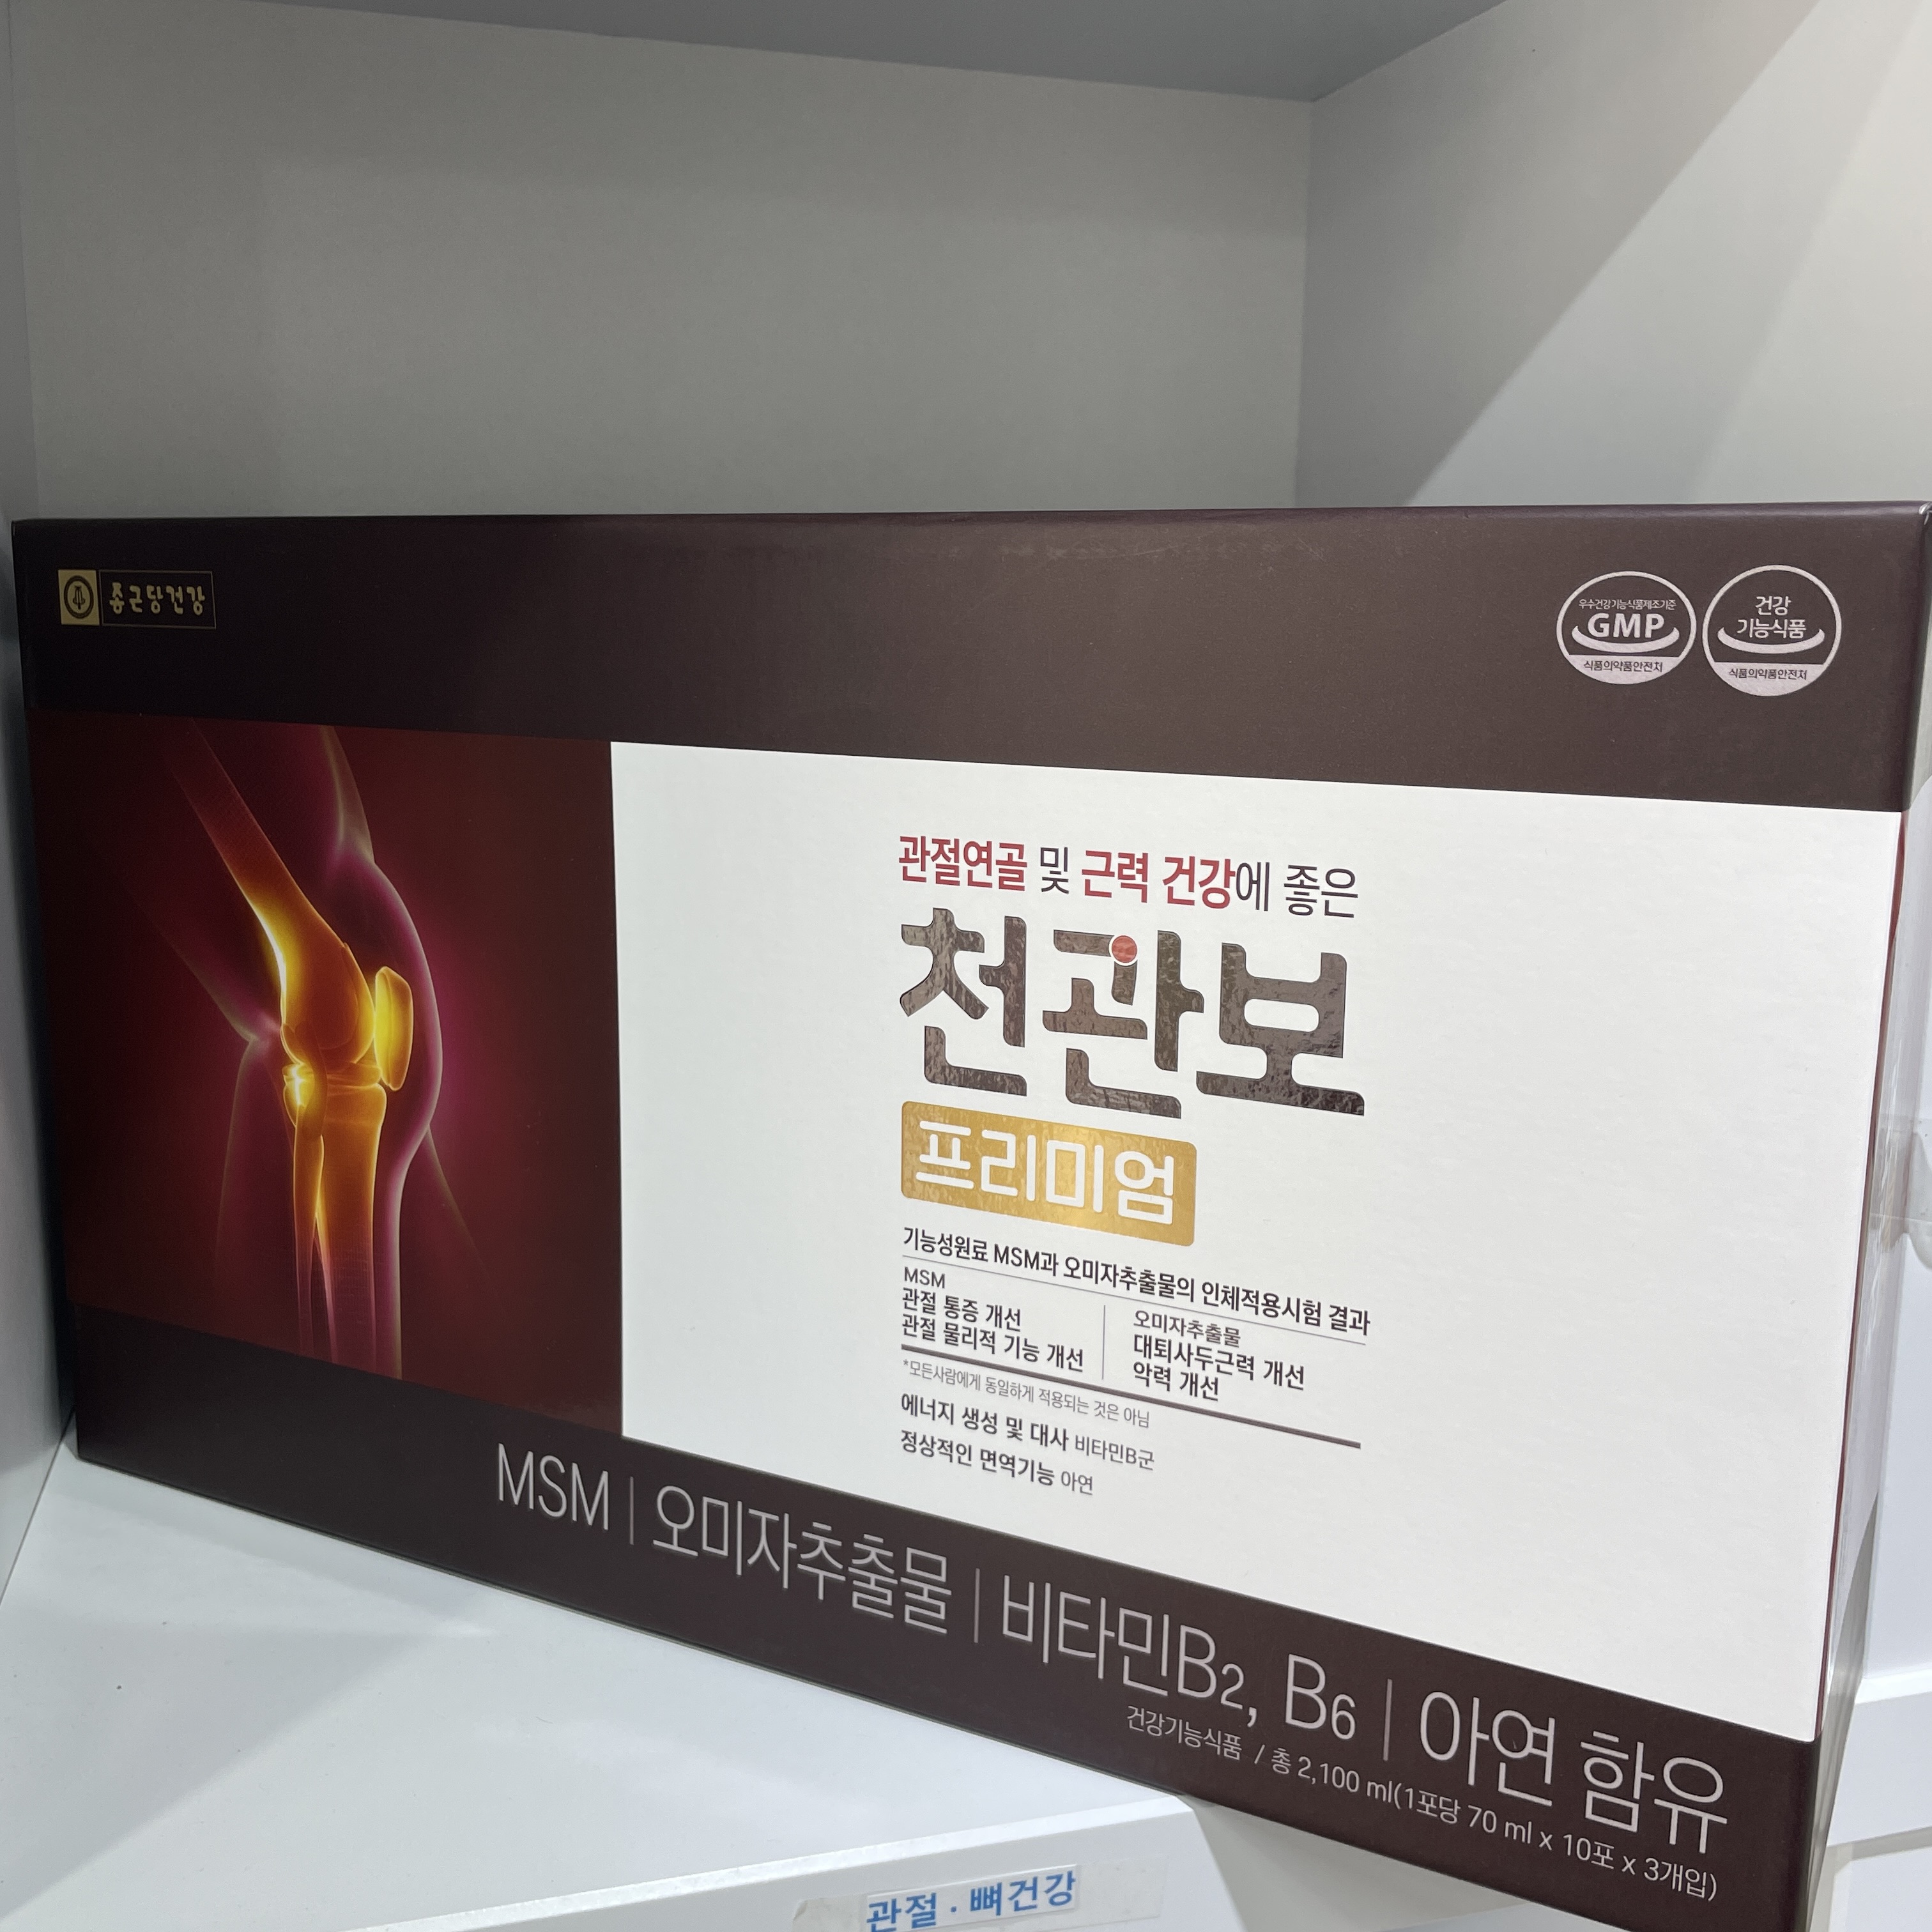 종근당건강
우수건강기능식품제조기준
GMP
식품의약품안전처
건강
기능식품
식품의약품안전처
관절연골 및 근력 건강에 좋은
천관보
프리미엄
기능성원료 MSM과 오미자추출물의 인체적용시험 결과
MSM
관절 통증 개선
관절 물리적 기능 개선
오미자추출물
대퇴사두근력 개선
악력 개선
*모든사람에게 동일하게 적용되는 것은 아님
에너지 생성 및 대사 비타민B군
정상적인 면역기능 아연
MSM | 오미자추출물 | 비타민B2, B6 | 아연 함유
건강기능식품 / 총 2,100 ml(1포당 70 ml x 10포 x 3개입)
관절·뼈건강